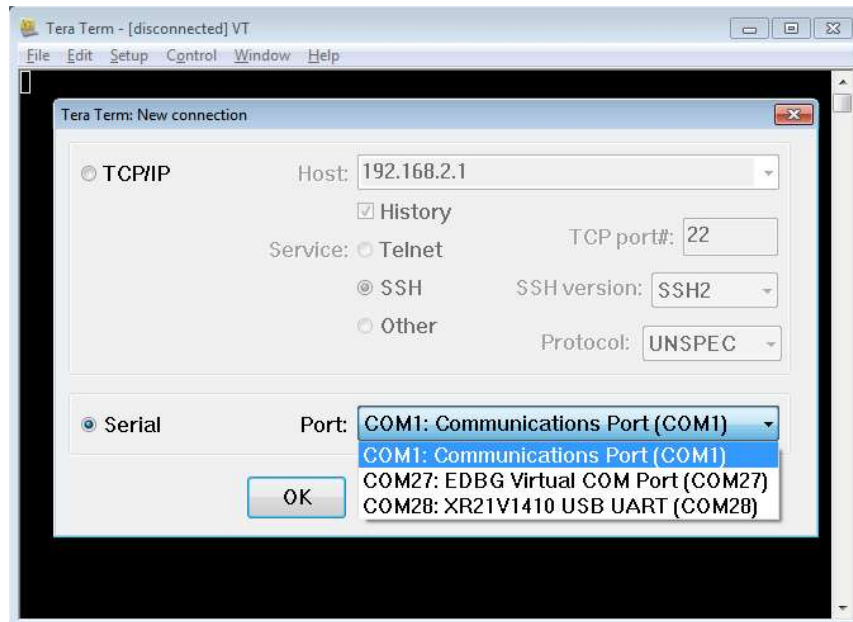 Tera Term - [disconnected] VT
File Edit Setup Control Window Help
Tera Term: New connection
TCP/IP Host: 192.168.2.1
History
Service: Telnet TCP port#: 22
SSH SSH version: SSH2
Other Protocol: UNSPEC
Serial Port: COM1: Communications Port (COM1)
COM1: Communications Port (COM1)
COM27: EDBG Virtual COM Port (COM27)
COM28: XR21V1410 USB UART (COM28)
OK